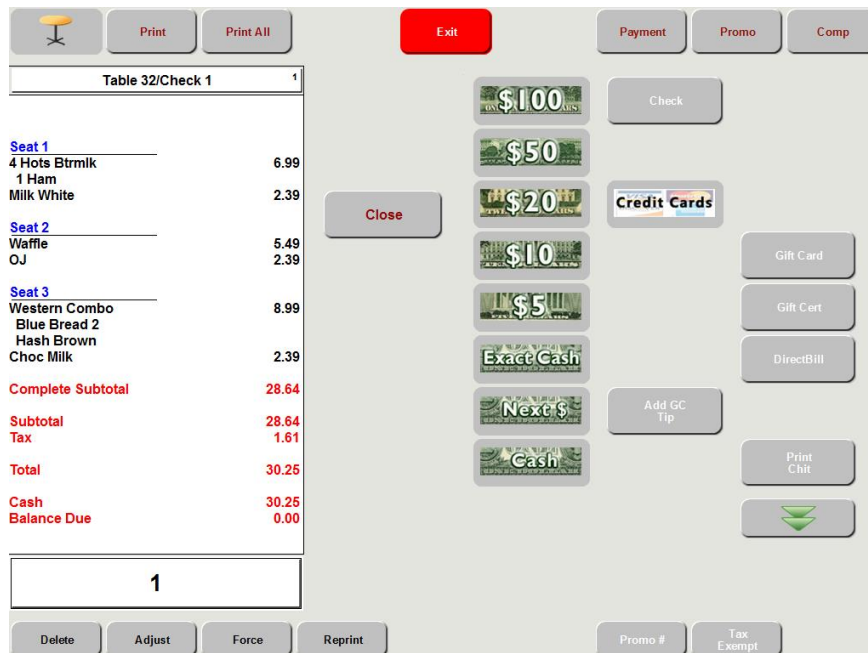 Print
Print All
Exit
Payment
Promo
Comp
Table 32/Check 1
1
Seat 1
4 Hots Btrmlk 6.99
1 Ham
Milk White 2.39
Seat 2
Waffle 5.49
OJ 2.39
Seat 3
Western Combo 8.99
Blue Bread 2
Hash Brown
Choc Milk 2.39
Complete Subtotal 28.64
Subtotal 28.64
Tax 1.61
Total 30.25
Cash 30.25
Balance Due 0.00
1
Close
$100
$50
$20
$10
$5
Exact Cash
Next $
Cash
Check
Credit Cards
Add GC
Tip
Gift Card
Gift Cert
DirectBill
Print
Chit
Delete
Adjust
Force
Reprint
Promo #
Tax
Exempt